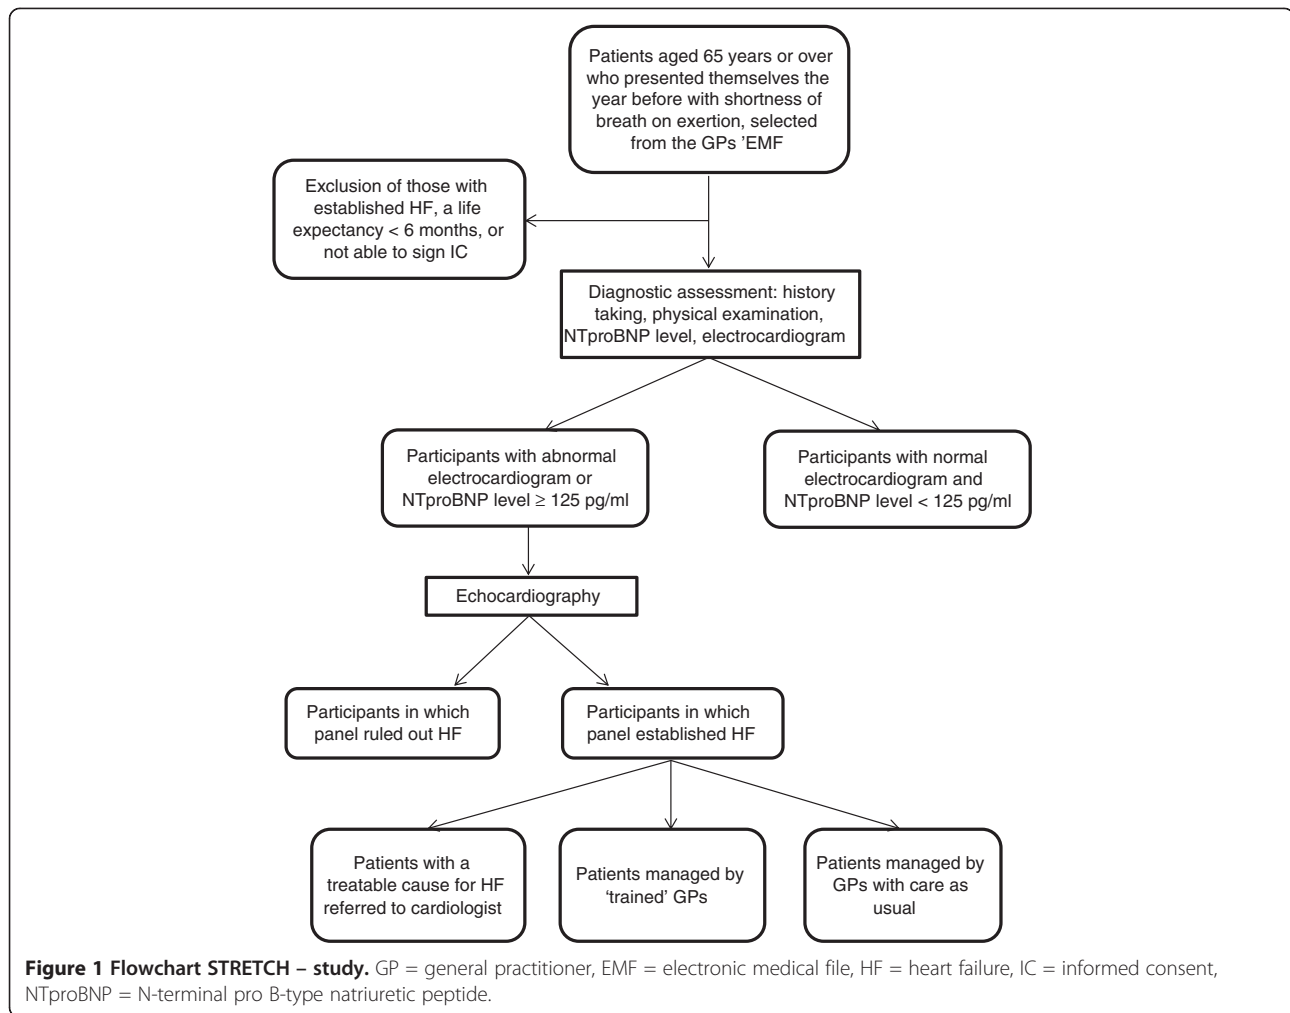 Patients aged 65 years or over
who presented themselves the
year before with shortness of
breath on exertion, selected
from the GPs 'EMF
Exclusion of those with
established HF, a life
expectancy < 6 months, or
not able to sign IC
Diagnostic assessment: history
taking, physical examination,
NTproBNP level, electrocardiogram
Participants with abnormal
electrocardiogram or
NTproBNP level ≥ 125 pg/ml
Participants with normal
electrocardiogram and
NTproBNP level < 125 pg/ml
Echocardiography
Participants in which
panel ruled out HF
Participants in which
panel established HF
Patients with a
treatable cause for HF
referred to cardiologist
Patients managed by
'trained' GPs
Patients managed by
GPs with care as
usual
Figure 1 Flowchart STRETCH – study. GP = general practitioner, EMF = electronic medical file, HF = heart failure, IC = informed consent,
NTproBNP = N-terminal pro B-type natriuretic peptide.